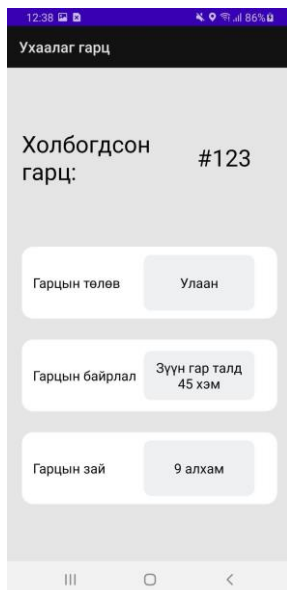 12:38 86%
Ухаалаг гарц
Холбогдсон
гарц:
#123
Гарцын төлөв
Улаан
Гарцын байрлал
Зүүн гар талд
45 хэм
Гарцын зай
9 алхам